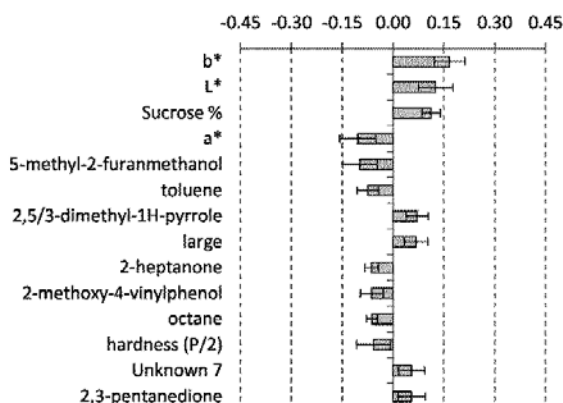 -0.45 -0.30 -0.15 0.00 0.15 0.30 0.45
b*
L*
Sucrose %
a*
5-methyl-2-furanmethanol
toluene
2,5/3-dimethyl-1H-pyrrole
large
2-heptanone
2-methoxy-4-vinylphenol
octane
hardness (P/2)
Unknown 7
2,3-pentanedione